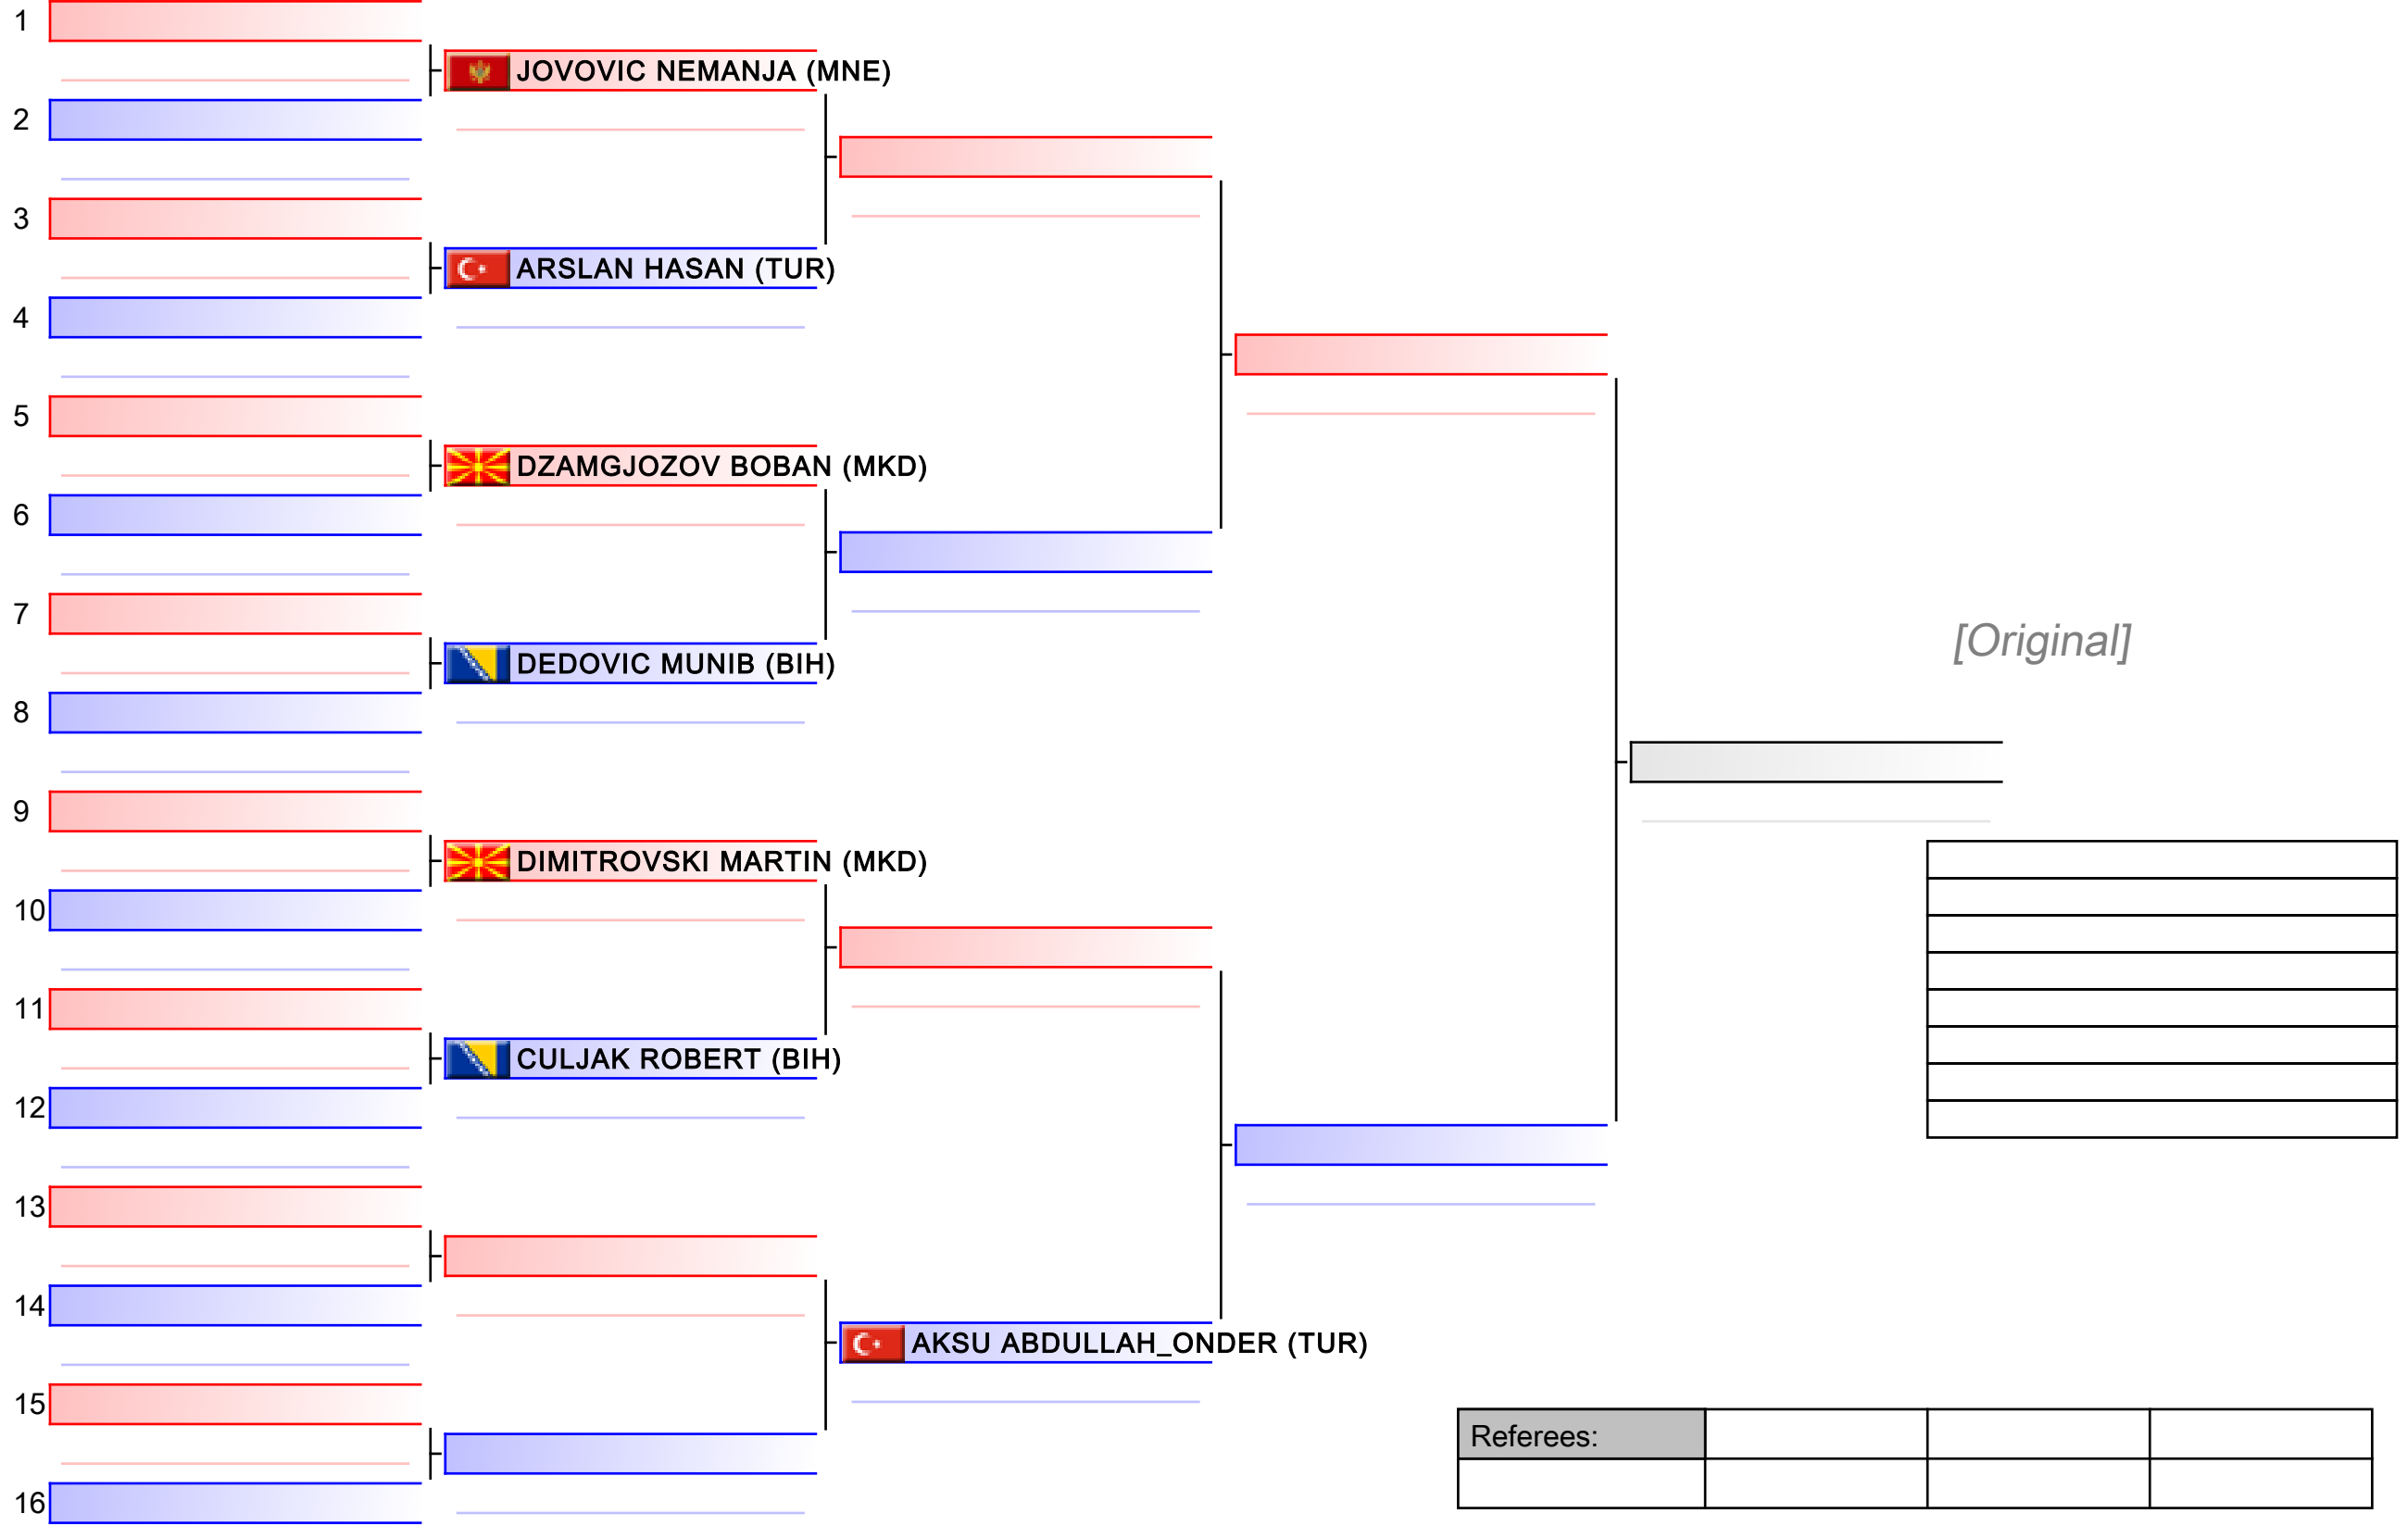 1
JOVOVIC NEMANJA (MNE)
2
3
ARSLAN HASAN (TUR)
4
5
DZAMGJOZOV BOBAN (MKD)
6
7
[Original]
DEDOVIC MUNIB (BIH)
8
9
DIMITROVSKI MARTIN (MKD)
10
11
CULJAK ROBERT (BIH)
12
13
14
AKSU ABDULLAH_ONDER (TUR)
15
Referees:
16